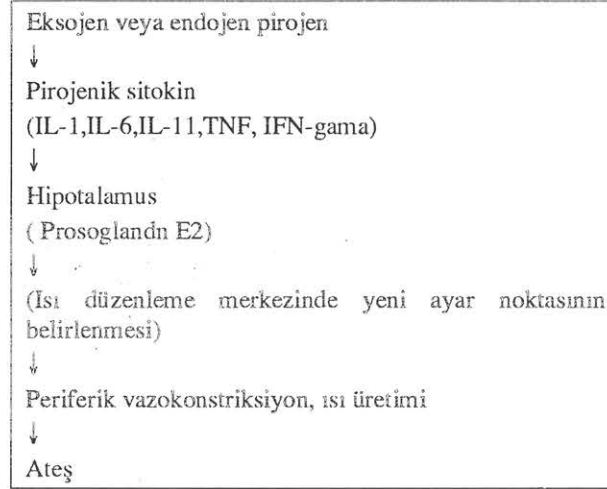 Eksojen veya endojen pirojen
↓
Pirojenik sitokin
(IL-1,IL-6,IL-11,TNF, IFN-gama)
↓
Hipotalamus
( Prosoglandn E2)
↓
(Isı düzenleme merkezinde yeni ayar noktasının
belirlenmesi)
↓
Periferik vazokonstriksiyon, ısı üretimi
↓
Ateş